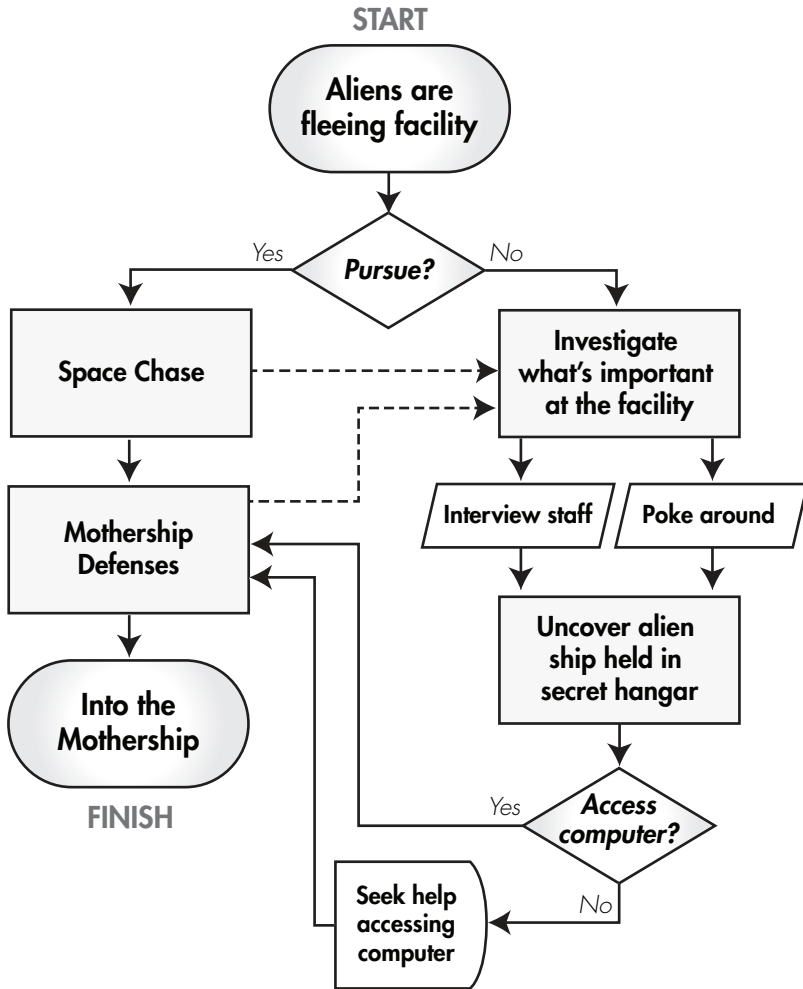 START
Aliens are
fleeing facility
Pursue?
Yes
No
Space Chase
Investigate
what's important
at the facility
Mothership
Defenses
Interview staff
Poke around
Into the
Mothership
FINISH
Uncover alien
ship held in
secret hangar
Access
computer?
Yes
No
Seek help
accessing
computer